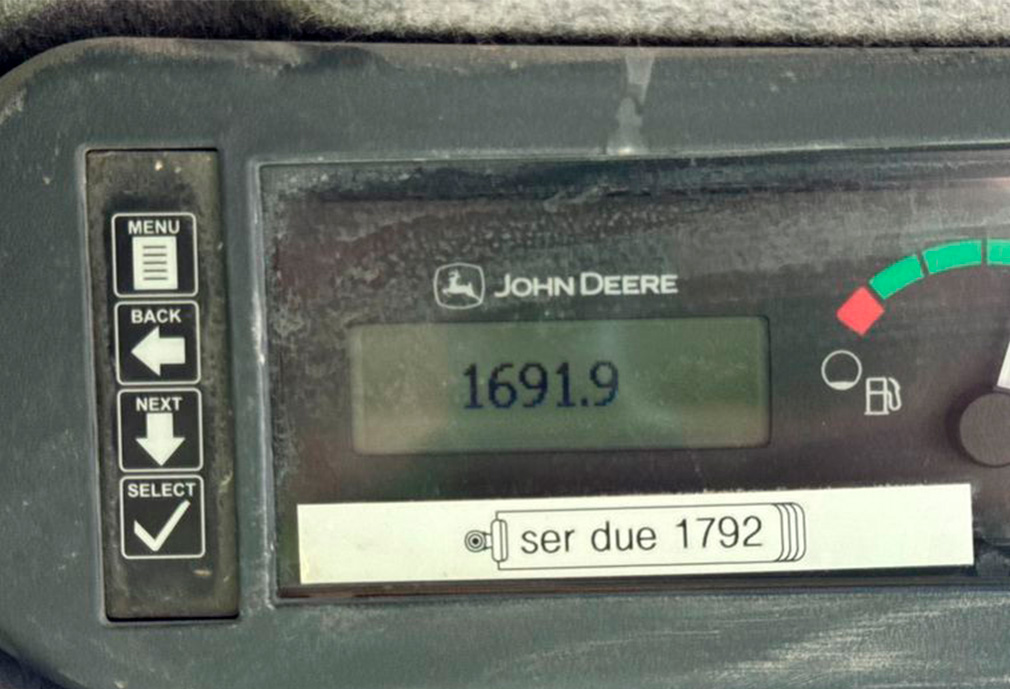 MENU
BACK
NEXT
SELECT
JOHN DEERE
1691.9
ser due 1792